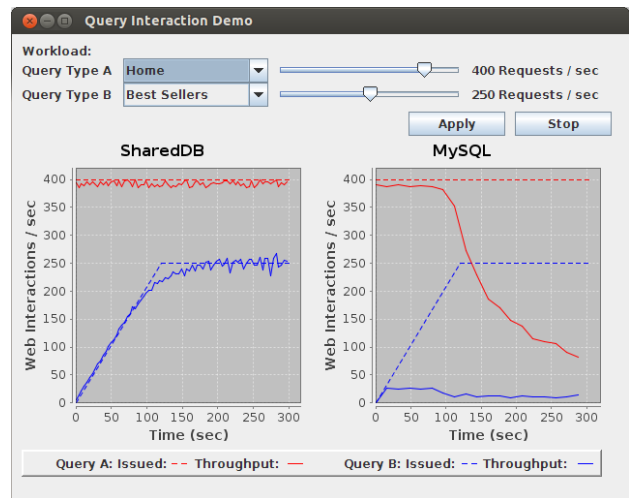 Query Interaction Demo
Workload:
Query Type A Home 400 Requests / sec
Query Type B Best Sellers 250 Requests / sec
Apply Stop
SharedDB
MySQL
Web Interactions / sec
400
350
300
250
200
150
100
50
0
0 50 100 150 200 250 300
Time (sec)
Web Interactions / sec
400
350
300
250
200
150
100
50
0
0 50 100 150 200 250 300
Time (sec)
Query A: Issued: -- Throughput: — Query B: Issued: -- Throughput: —